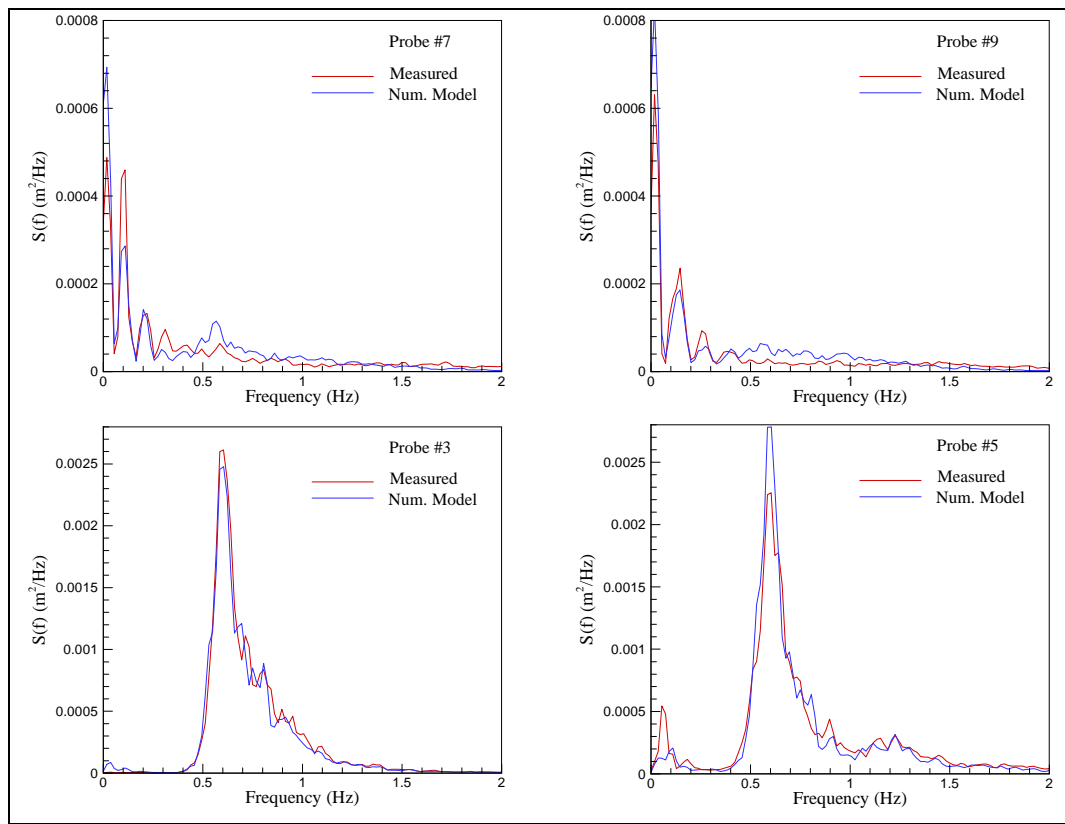 0.0008
0.0006
0.0004
0.0002
0
S(f) (m²/Hz)
Probe #7
Measured
Num. Model
0 0.5 1 1.5 2
Frequency (Hz)
0.0008
0.0006
0.0004
0.0002
0
S(f) (m²/Hz)
Probe #9
Measured
Num. Model
0 0.5 1 1.5 2
Frequency (Hz)
0.0025
0.002
0.0015
0.001
0.0005
0
S(f) (m²/Hz)
Probe #3
Measured
Num. Model
0 0.5 1 1.5 2
Frequency (Hz)
0.0025
0.002
0.0015
0.001
0.0005
0
S(f) (m²/Hz)
Probe #5
Measured
Num. Model
0 0.5 1 1.5 2
Frequency (Hz)